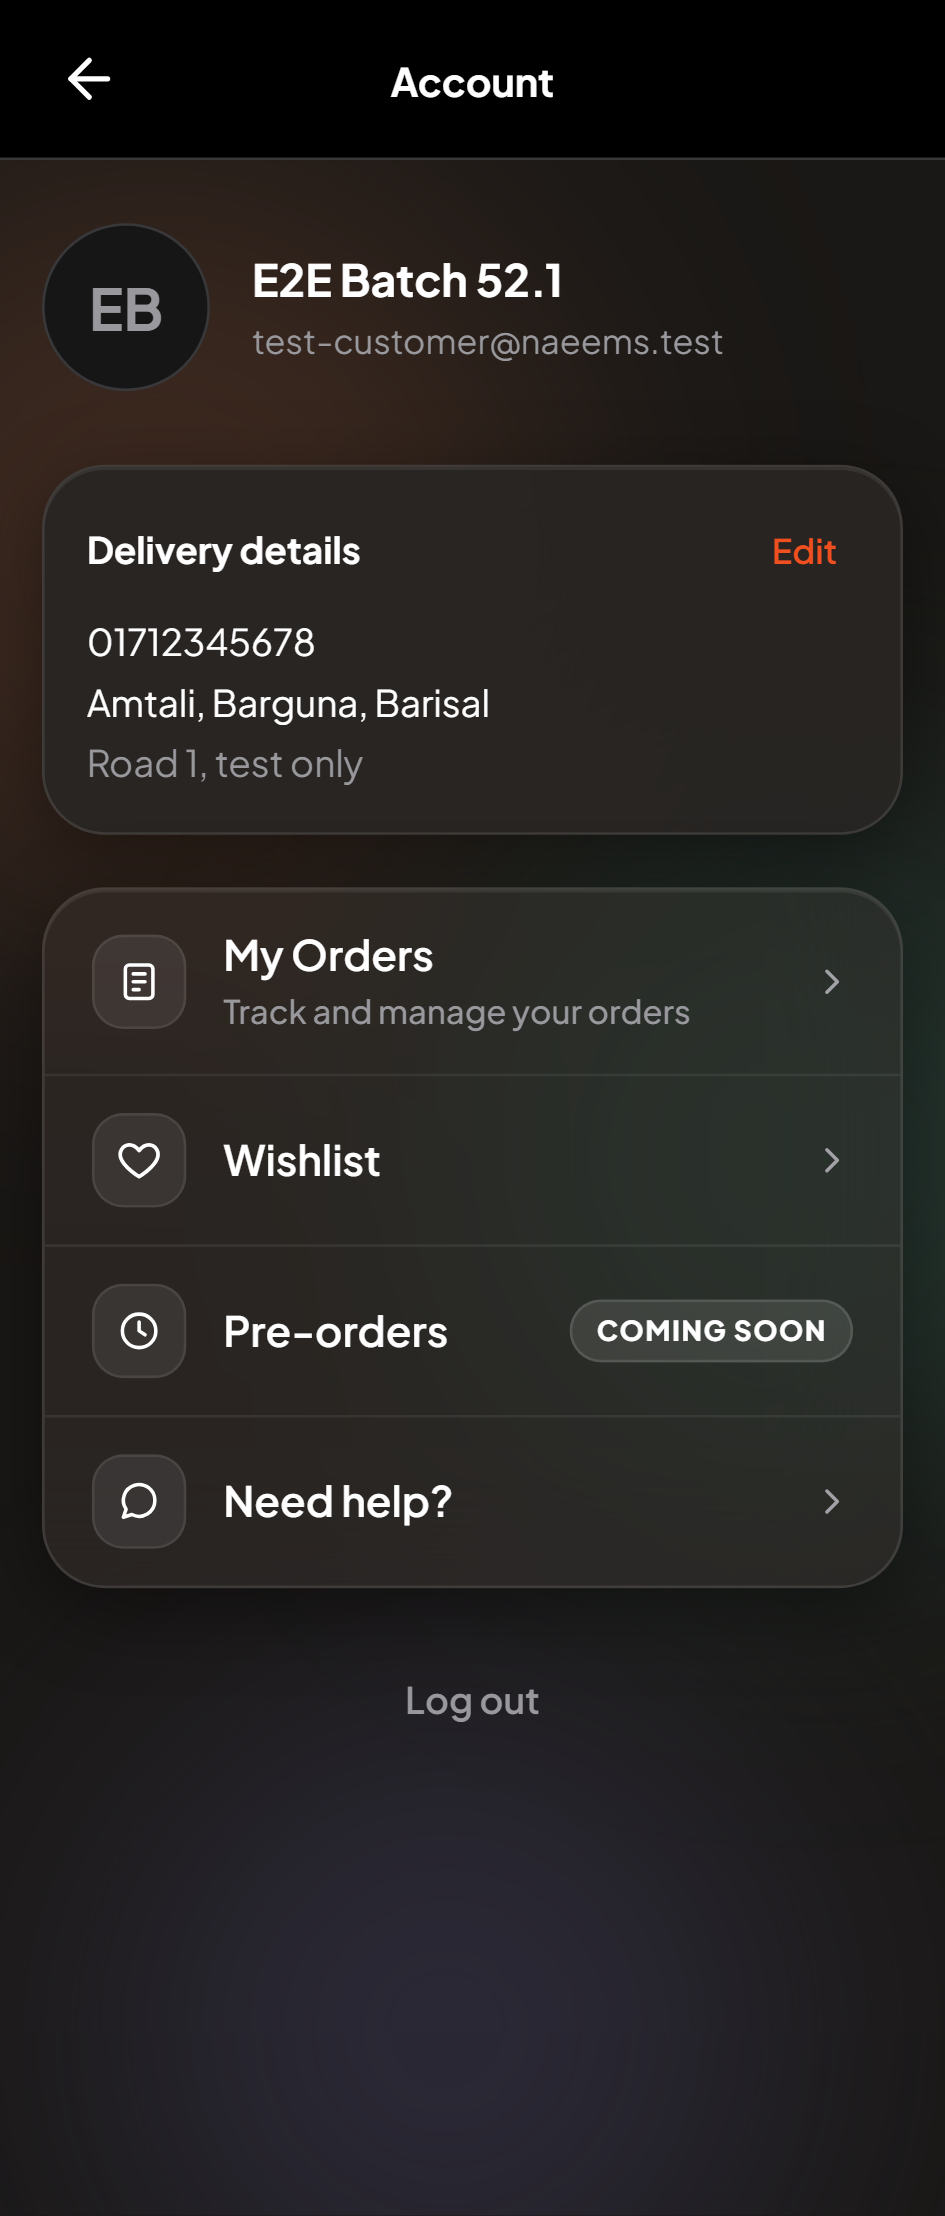 Account
EB
E2E Batch 52.1
test-customer@naeems.test
Delivery details
Edit
01712345678
Amtali, Barguna, Barisal
Road 1, test only
My Orders
Track and manage your orders
Wishlist
Pre-orders
COMING SOON
Need help?
Log out